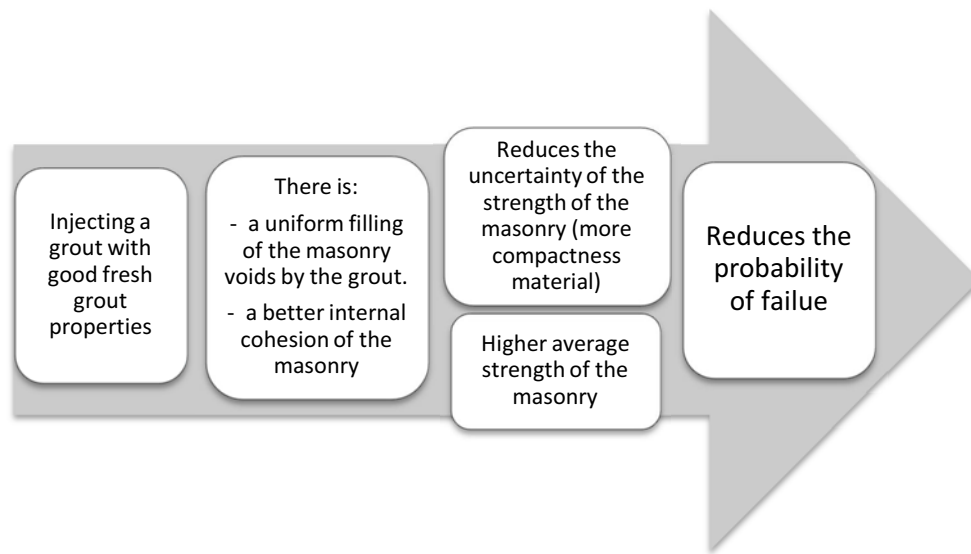 Injecting a
grout with
good fresh
grout
properties
There is:
- a uniform filling
of the masonry
voids by the grout.
- a better internal
cohesion of the
masonry
Reduces the
uncertainty of the
strength of the
masonry (more
compactness
material)
Higher average
strength of the
masonry
Reduces the
probability
of failue